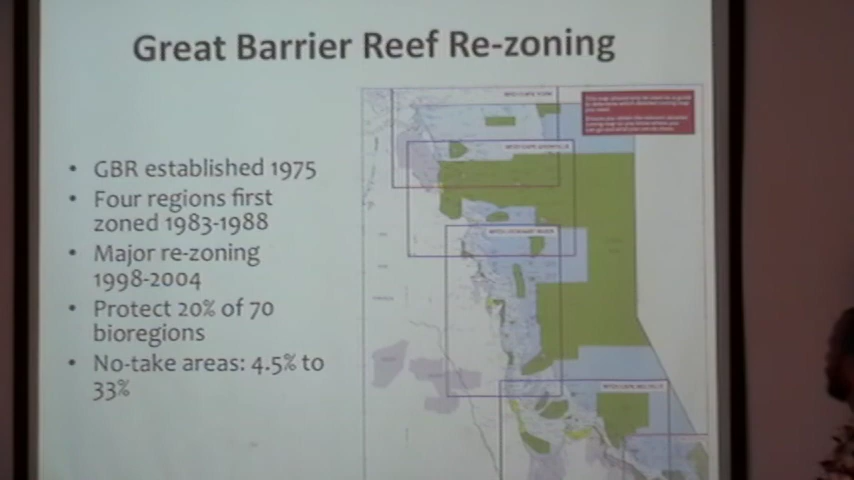 Great Barrier Reef Re-zoning
• GBR established 1975
• Four regions first
zoned 1983-1988
• Major re-zoning
1998-2004
• Protect 20% of 70
bioregions
• No-take areas: 4.5% to
33%